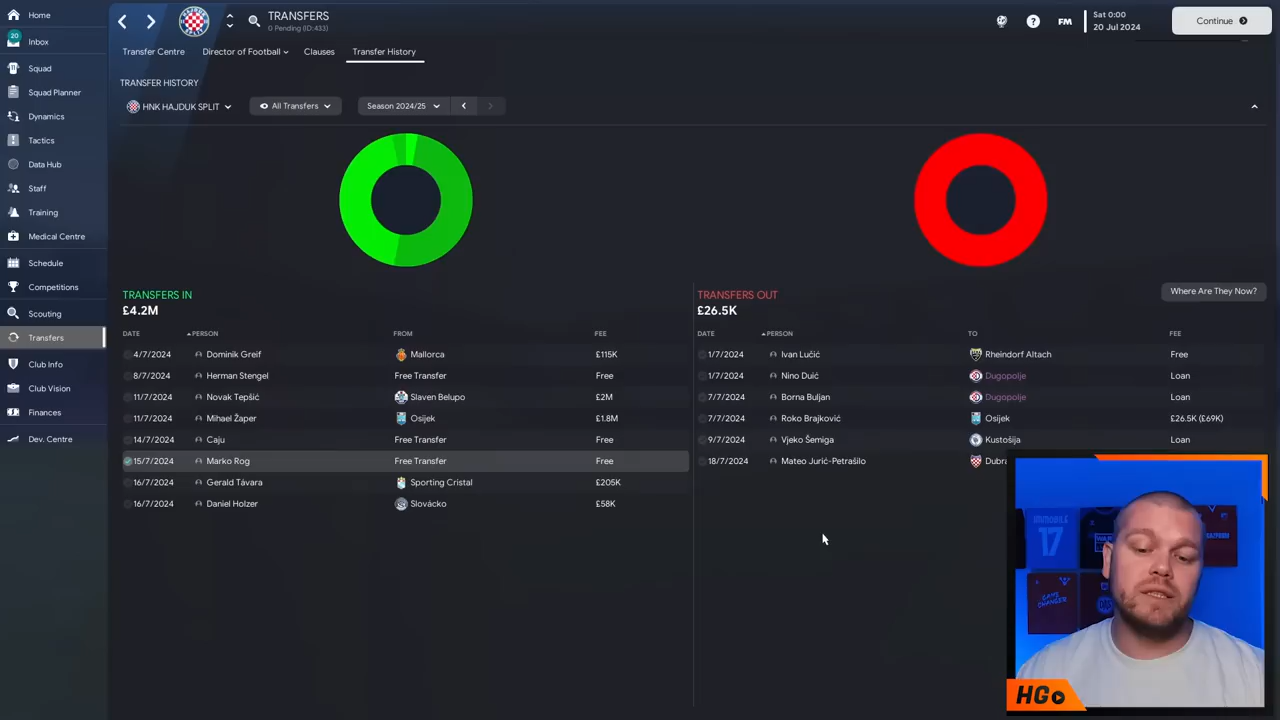 Home
20
Inbox
Squad
Squad Planner
Dynamics
Tactics
Data Hub
Staff
Training
Medical Centre
Schedule
Competitions
Scouting
Transfers
Club Info
Club Vision
Finances
Dev. Centre
TRANSFERS
0 Pending (ID:433)
FM
Sat 0:00
20 Jul 2024
Continue
Transfer Centre
Director of Football
Clauses
Transfer History
TRANSFER HISTORY
HNK HAJDUK SPLIT
All Transfers
Season 2024/25
TRANSFERS IN
£4.2M
DATE PERSON FROM FEE
4/7/2024 Dominik Greif Mallorca £115K
8/7/2024 Herman Stengel Free Transfer Free
11/7/2024 Novak Tepšić Slaven Belupo £2M
11/7/2024 Mihael Žaper Osijek £1.8M
14/7/2024 Caju Free Transfer Free
15/7/2024 Marko Rog Free Transfer Free
16/7/2024 Gerald Távara Sporting Cristal £205K
16/7/2024 Daniel Holzer Slovácko £58K
TRANSFERS OUT
£26.5K
Where Are They Now?
DATE PERSON TO FEE
1/7/2024 Ivan Lučić Rheindorf Altach Free
1/7/2024 Nino Duić Dugopolje Loan
7/7/2024 Borna Buljan Dugopolje Loan
7/7/2024 Roko Brajković Osijek £26.5K (£69K)
9/7/2024 Vjeko Šemiga Kustošija Loan
18/7/2024 Mateo Jurić-Petrašilo Dubra
IMMOBILE
17
GAME
CHANGER
HG